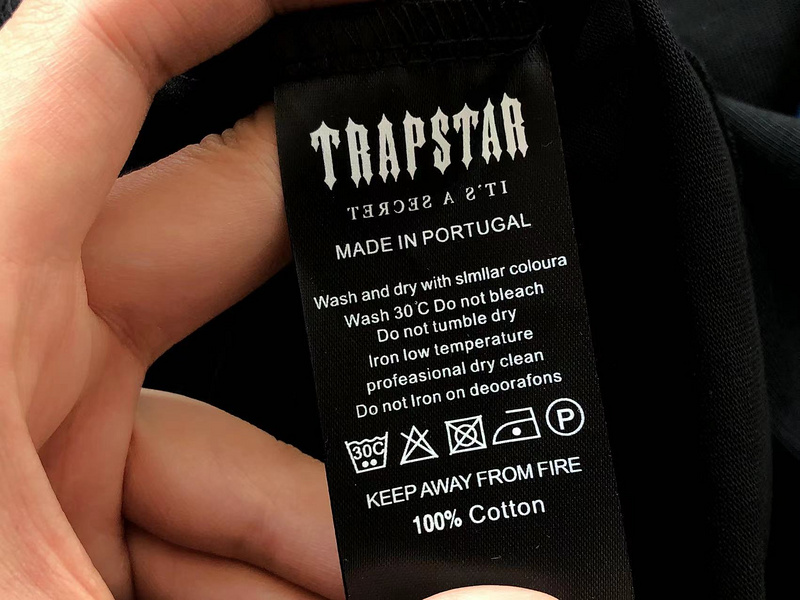 TRAPSTAR
IT'S A SECRET
MADE IN PORTUGAL
Wash and dry with slmllar coloura
Wash 30°C Do not bleach
Do not tumble dry
Iron low temperature
profeasional dry clean
Do not Iron on deoorafons
30C P
KEEP AWAY FROM FIRE
100% Cotton